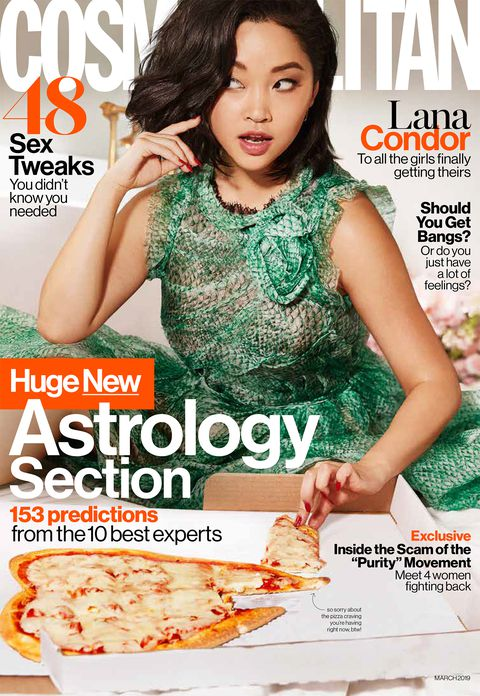 COSMOPOLITAN
48
Sex
Tweaks
You didn't
know you
needed
Lana
Condor
To all the girls finally
getting theirs
Should
You Get
Bangs?
Or do you
just have
a lot of
feelings?
Huge New
Astrology
Section
153 predictions
from the 10 best experts
Exclusive
Inside the Scam of the
"Purity" Movement
Meet 4 women
fighting back
so sorry about
the pizza craving
you're having
right now, btw!
MARCH 2019